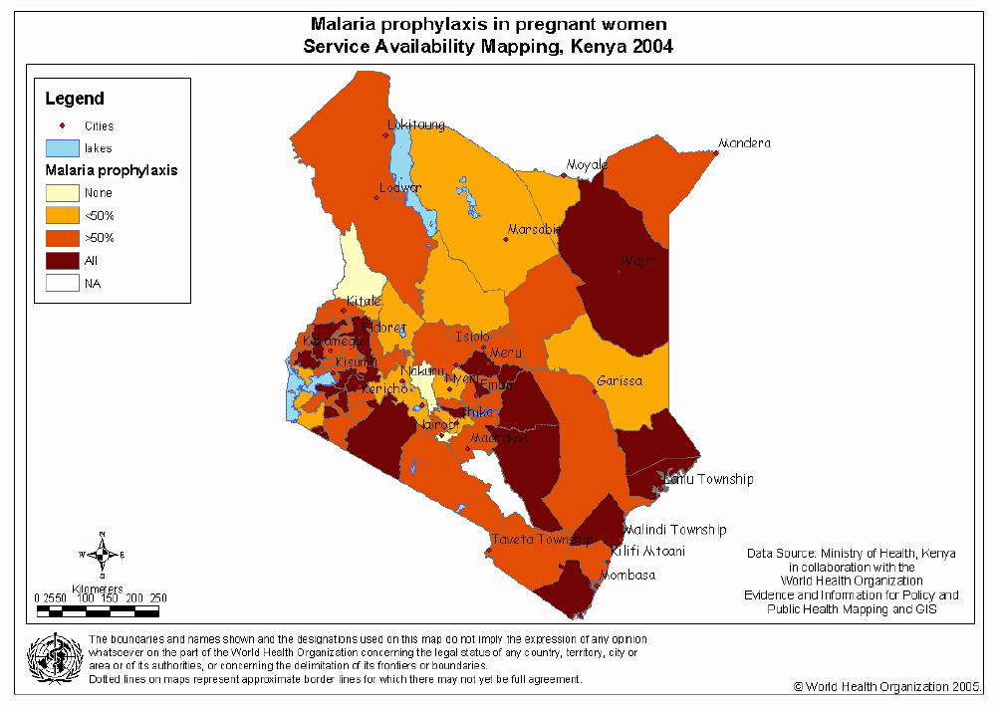 Malaria prophylaxis in pregnant women
Service Availability Mapping, Kenya 2004
Legend
Cities
lakes
Malaria prophylaxis
None
<50%
>50%
All
NA
Lokitaung
Mandera
Moyale
Lodwar
Marsabit
Wajir
Kitale
Eldoret
Kakamega
Isiolo
Meru
Kisumu
Nakuru
Nyeri
Embu
Kericho
Garissa
Thika
Nairobi
Machakos
Lamu Township
Malindi Township
Taveta Township
Kilifi Mtaani
Mombasa
N
W E
S
Kilometers
0 2550 100 150 200 250
Data Source: Ministry of Health, Kenya
in collaboration with the
World Health Organization
Evidence and Information for Policy and
Public Health Mapping and GIS
The boundaries and names shown and the designations used on this map do not imply the expression of any opinion
whatsoever on the part of the World Health Organization concerning the legal status of any country, territory, city or
area or of its authorities, or concerning the delimitation of its frontiers or boundaries.
Dotted lines on maps represent approximate border lines for which there may not yet be full agreement.
© World Health Organization 2005.